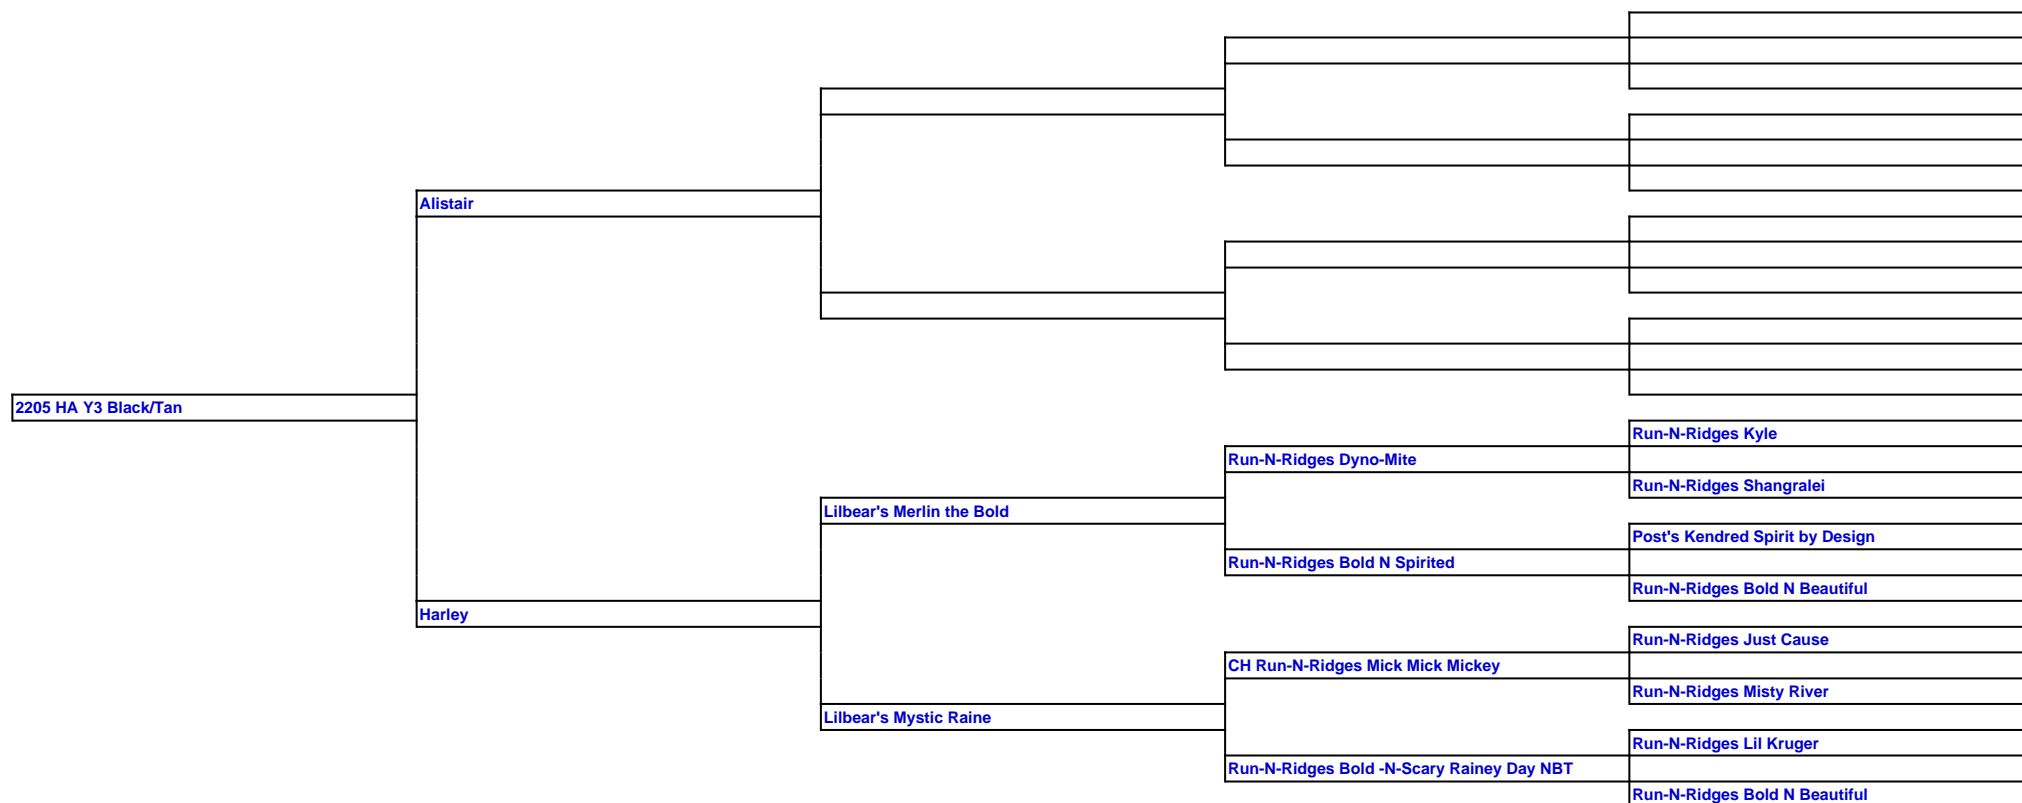 Alistair
2205 HA Y3 Black/Tan
Run-N-Ridges Kyle
Run-N-Ridges Dyno-Mite
Run-N-Ridges Shangralei
Lilbear's Merlin the Bold
Post's Kendred Spirit by Design
Run-N-Ridges Bold N Spirited
Run-N-Ridges Bold N Beautiful
Harley
Run-N-Ridges Just Cause
CH Run-N-Ridges Mick Mick Mickey
Run-N-Ridges Misty River
Lilbear's Mystic Raine
Run-N-Ridges Lil Kruger
Run-N-Ridges Bold -N-Scary Rainey Day NBT
Run-N-Ridges Bold N Beautiful